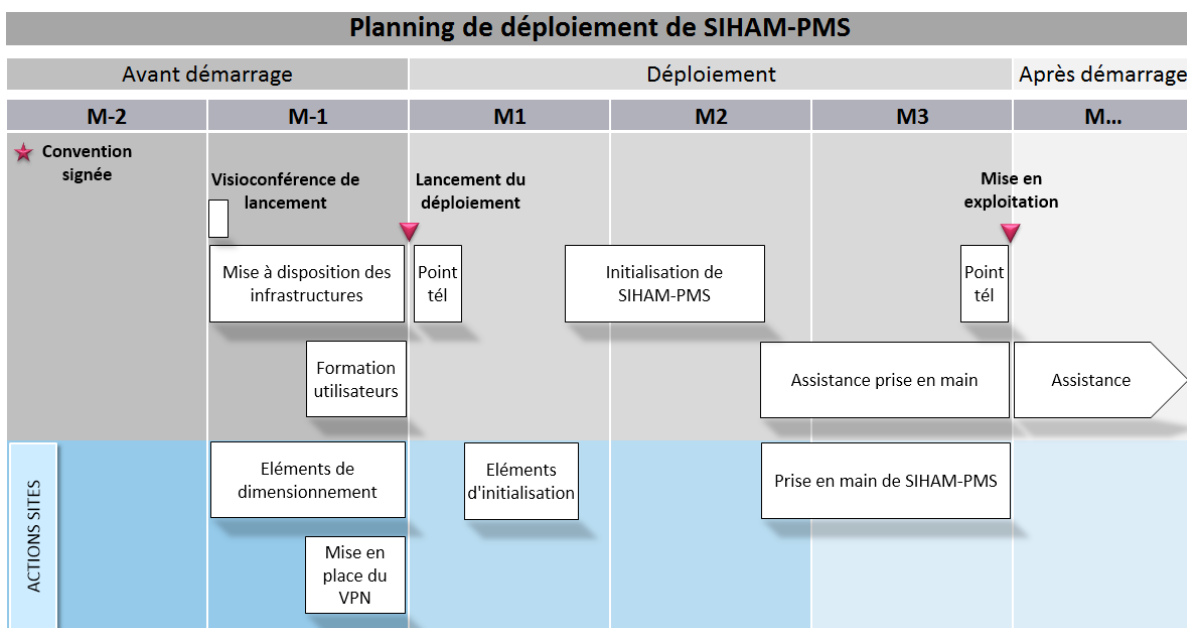 Planning de déploiement de SIHAM-PMS
Avant démarrage
Déploiement
Après démarrage
M-2
M-1
M1
M2
M3
M...
Convention
signée
Visioconférence de
lancement
Lancement du
déploiement
Mise en
exploitation
Mise à disposition des
infrastructures
Point
tél
Initialisation de
SIHAM-PMS
Point
tél
Formation
utilisateurs
Assistance prise en main
Assistance
ACTIONS SITES
Eléments de
dimensionnement
Eléments
d'initialisation
Prise en main de SIHAM-PMS
Mise en
place du
VPN